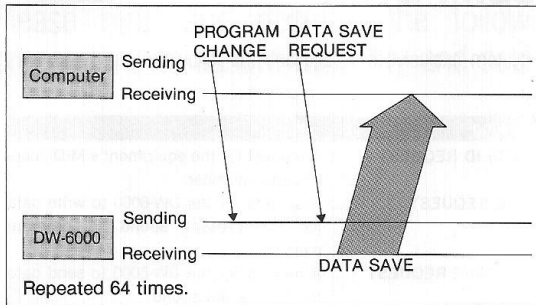 PROGRAM CHANGE
DATA SAVE REQUEST
Computer
Sending
Receiving
DW-6000
Sending
Receiving
DATA SAVE
Repeated 64 times.